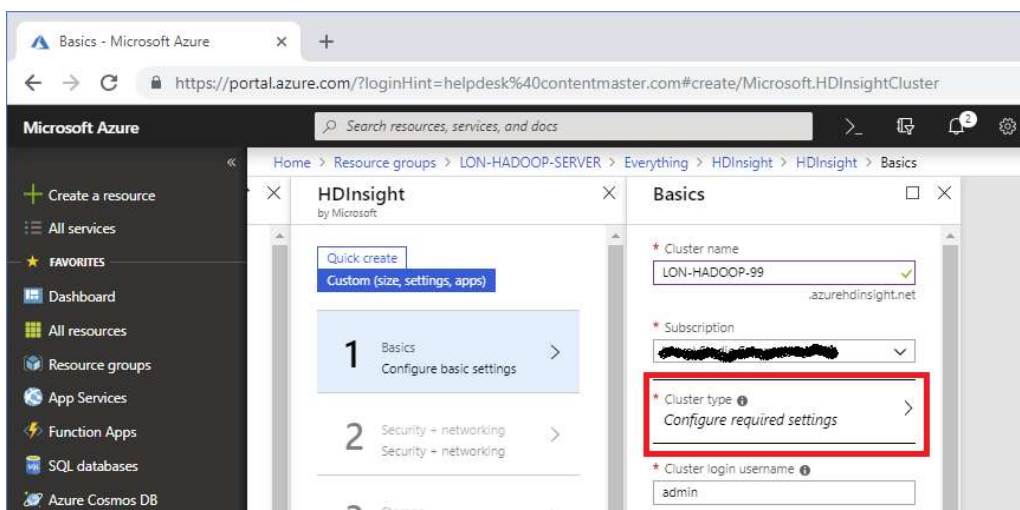 Basics - Microsoft Azure
https://portal.azure.com/?loginHint=helpdesk%40contentmaster.com#create/Microsoft.HDInsightCluster
Microsoft Azure
Search resources, services, and docs
2
Home > Resource groups > LON-HADOOP-SERVER > Everything > HDInsight > HDInsight > Basics
Create a resource
All services
FAVORITES
Dashboard
All resources
Resource groups
App Services
Function Apps
SQL databases
Azure Cosmos DB
HDInsight
by Microsoft
Quick create
Custom (size, settings, apps)
1
Basics
Configure basic settings
2
Security + networking
Security + networking
Basics
* Cluster name
LON-HADOOP-99
.azurehdinsight.net
* Subscription
* Cluster type
Configure required settings
* Cluster login username
admin